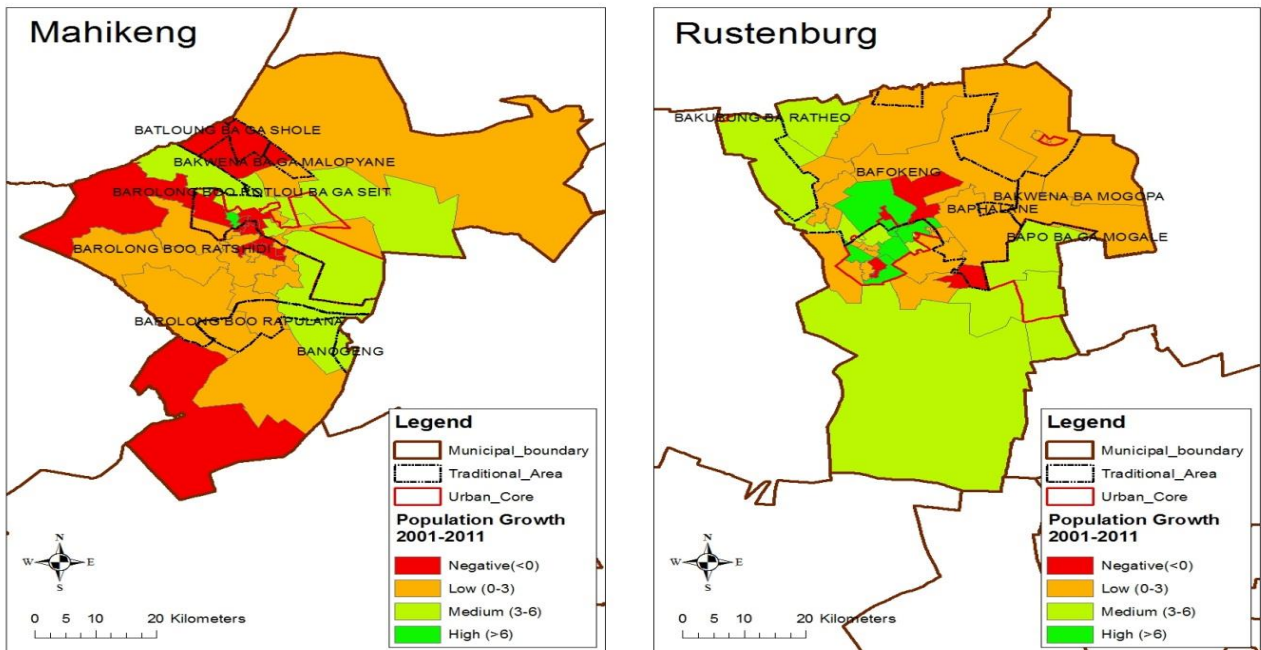 Mahikeng
BATLOUNG BA GA SHOLE
BAKWENA BA GA MALOPYANE
BAROLONG BOO
BA GA SEIT
BAROLONG BOO RATSHIDI
BAROLONG BOO RAPULANA
Legend
Municipal_boundary
Traditional_Area
Urban_Core
Population Growth
2001-2011
Negative(<0)
Low (0-3)
Medium (3-6)
High (>6)
N
W E
S
0 5 10 20 Kilometers
Rustenburg
BAKUBUNG BA RATHEO
BAFOKENG
BAKWENA BA MOGOPA
BAPHALANE
BAPO BA GA MOGALE
Legend
Municipal_boundary
Traditional_Area
Urban_Core
Population Growth
2001-2011
Negative(<0)
Low (0-3)
Medium (3-6)
High (>6)
N
W E
S
0 5 10 20 Kilometers